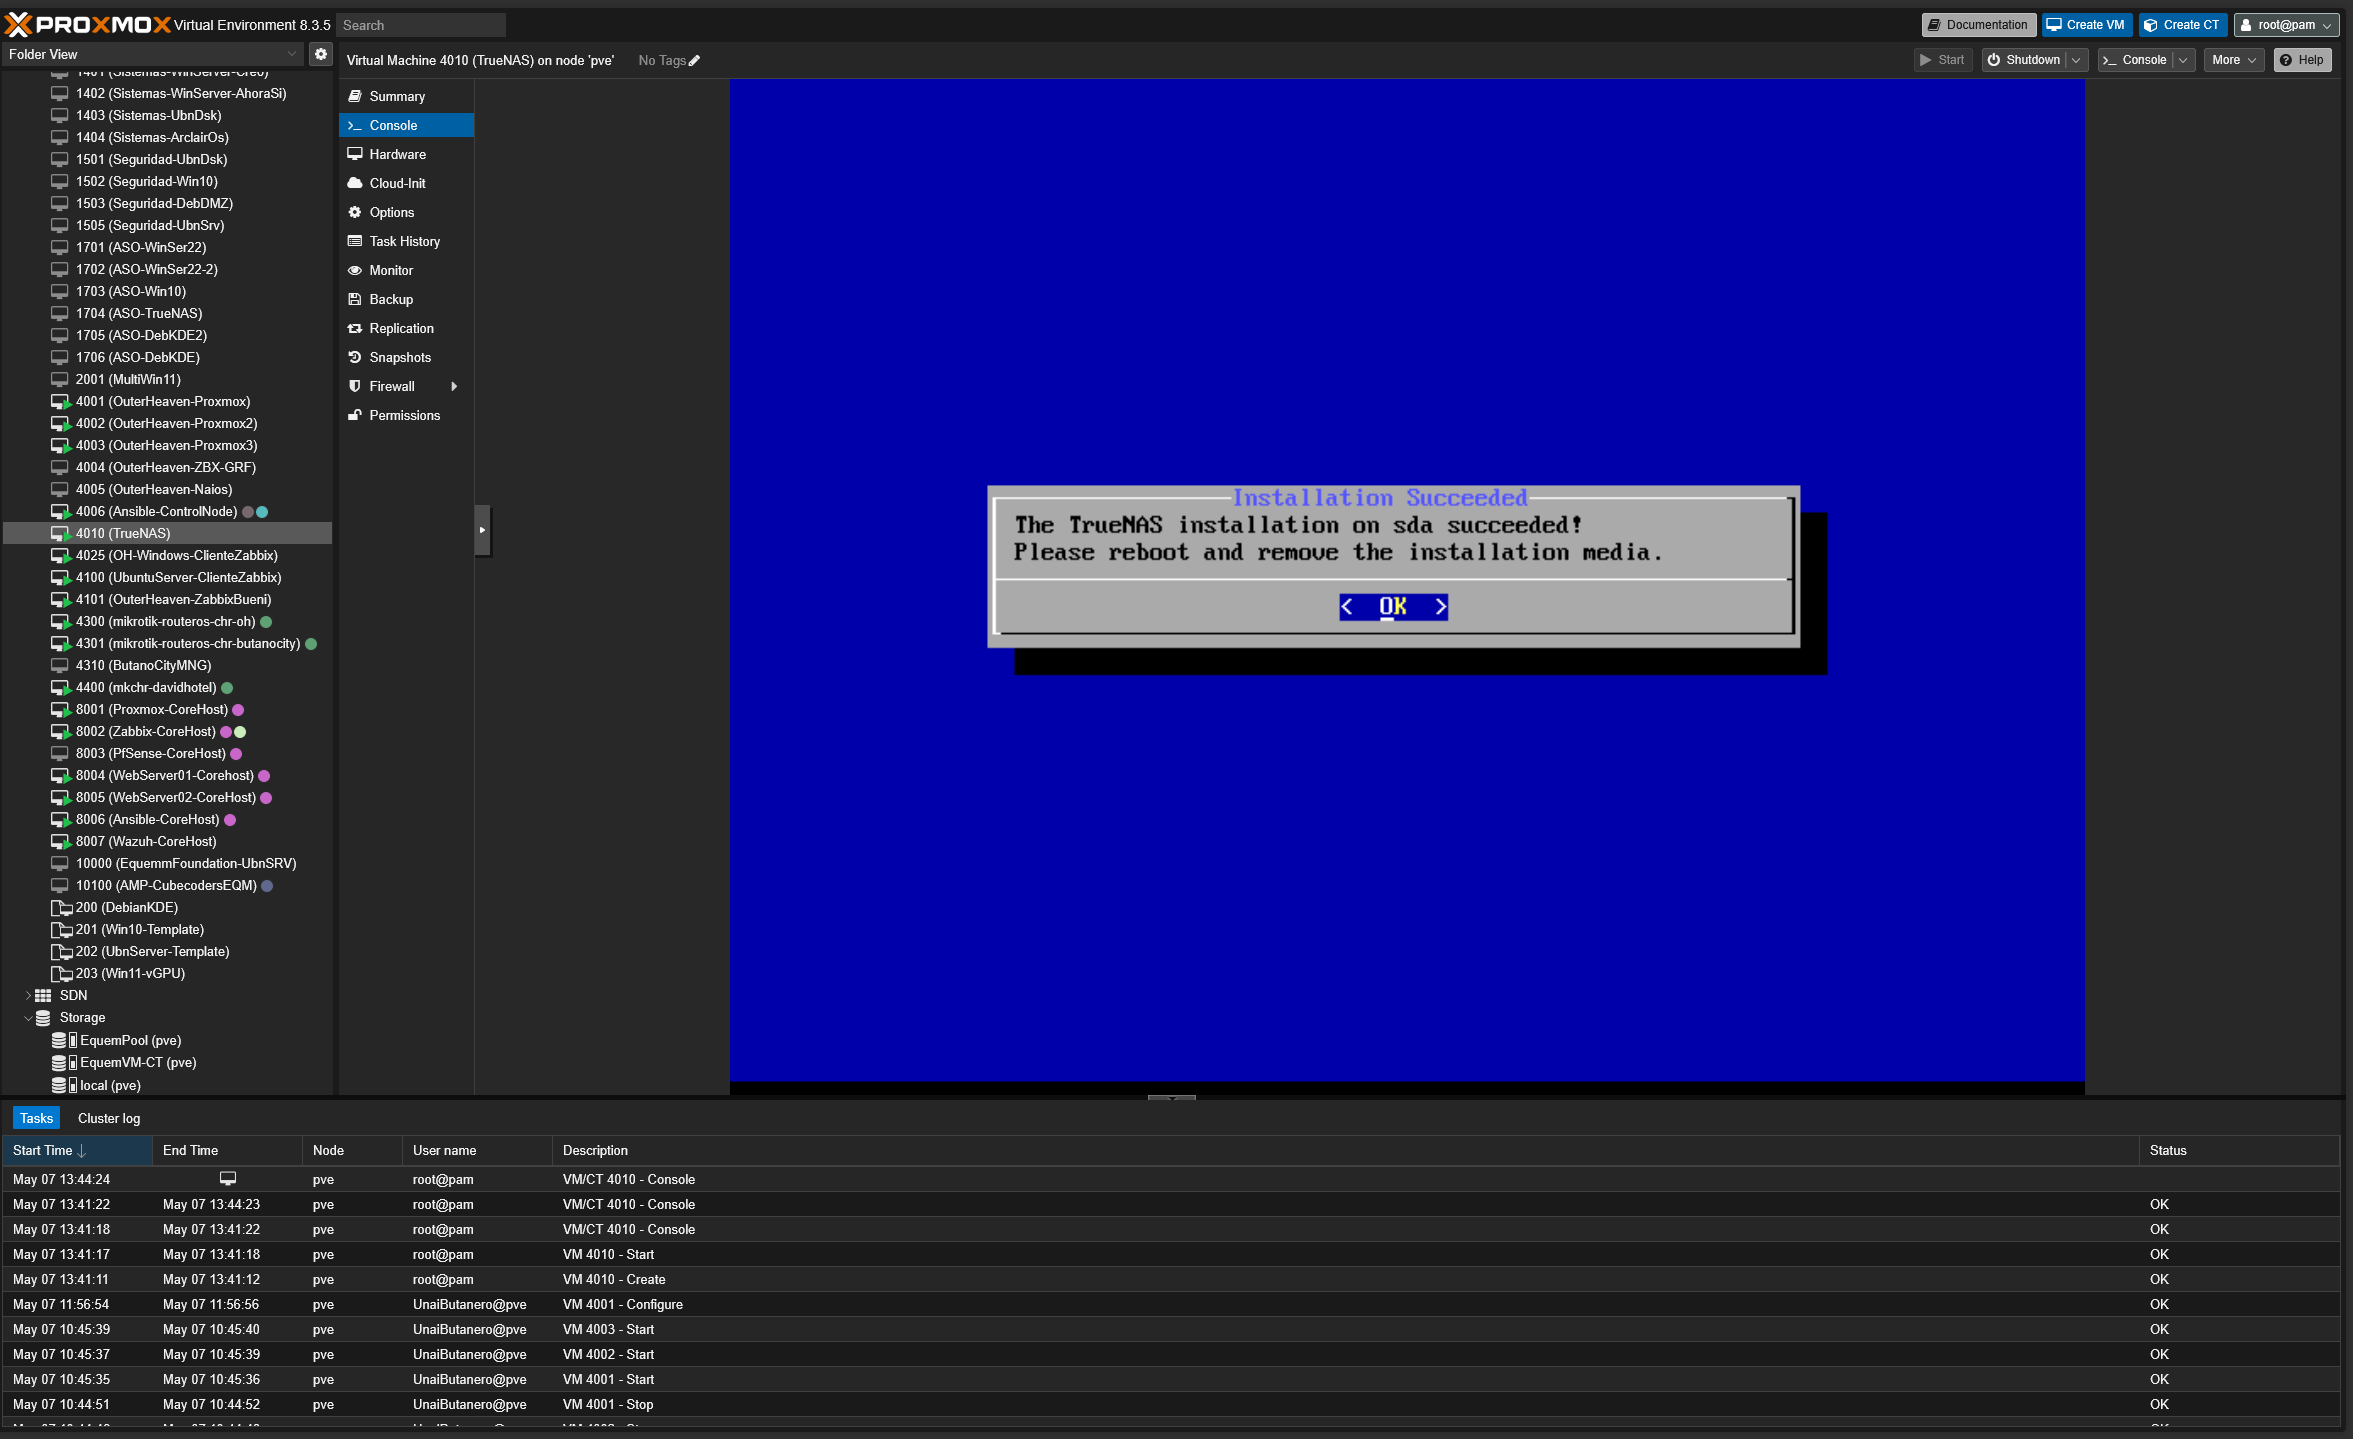 PROXMOX Virtual Environment 8.3.5 Search Documentation Create VM Create CT root@pam
Folder View
Virtual Machine 4010 (TrueNAS) on node 'pve' No Tags Start Shutdown Console More Help
1401 (Sistemas-WinServer-Creo)
1402 (Sistemas-WinServer-AhoraSi)
1403 (Sistemas-UbnDsk)
1404 (Sistemas-ArclairOs)
1501 (Seguridad-UbnDsk)
1502 (Seguridad-Win10)
1503 (Seguridad-DebDMZ)
1505 (Seguridad-UbnSrv)
1701 (ASO-WinSer22)
1702 (ASO-WinSer22-2)
1703 (ASO-Win10)
1704 (ASO-TrueNAS)
1705 (ASO-DebKDE2)
1706 (ASO-DebKDE)
2001 (MultiWin11)
4001 (OuterHeaven-Proxmox)
4002 (OuterHeaven-Proxmox2)
4003 (OuterHeaven-Proxmox3)
4004 (OuterHeaven-ZBX-GRF)
4005 (OuterHeaven-Naios)
4006 (Ansible-ControlNode)
4010 (TrueNAS)
4025 (OH-Windows-ClienteZabbix)
4100 (UbuntuServer-ClienteZabbix)
4101 (OuterHeaven-ZabbixBueni)
4300 (mikrotik-routeros-chr-oh)
4301 (mikrotik-routeros-chr-butanocity)
4310 (ButanoCityMNG)
4400 (mkchr-davidhotel)
8001 (Proxmox-CoreHost)
8002 (Zabbix-CoreHost)
8003 (PfSense-CoreHost)
8004 (WebServer01-Corehost)
8005 (WebServer02-CoreHost)
8006 (Ansible-CoreHost)
8007 (Wazuh-CoreHost)
10000 (EquemmFoundation-UbnSRV)
10100 (AMP-CubecodersEQM)
200 (DebianKDE)
201 (Win10-Template)
202 (UbnServer-Template)
203 (Win11-vGPU)
SDN
Storage
EquemPool (pve)
EquemVM-CT (pve)
local (pve)
Summary
Console
Hardware
Cloud-Init
Options
Task History
Monitor
Backup
Replication
Snapshots
Firewall
Permissions
Installation Succeeded
The TrueNAS installation on sda succeeded!
Please reboot and remove the installation media.
< OK >
Tasks Cluster log
Start Time End Time Node User name Description Status
May 07 13:44:24 pve root@pam VM/CT 4010 - Console
May 07 13:41:22 May 07 13:44:23 pve root@pam VM/CT 4010 - Console OK
May 07 13:41:18 May 07 13:41:22 pve root@pam VM/CT 4010 - Console OK
May 07 13:41:17 May 07 13:41:18 pve root@pam VM 4010 - Start OK
May 07 13:41:11 May 07 13:41:12 pve root@pam VM 4010 - Create OK
May 07 11:56:54 May 07 11:56:56 pve UnaiButanero@pve VM 4001 - Configure OK
May 07 10:45:39 May 07 10:45:40 pve UnaiButanero@pve VM 4003 - Start OK
May 07 10:45:37 May 07 10:45:39 pve UnaiButanero@pve VM 4002 - Start OK
May 07 10:45:35 May 07 10:45:36 pve UnaiButanero@pve VM 4001 - Start OK
May 07 10:44:51 May 07 10:44:52 pve UnaiButanero@pve VM 4001 - Stop OK